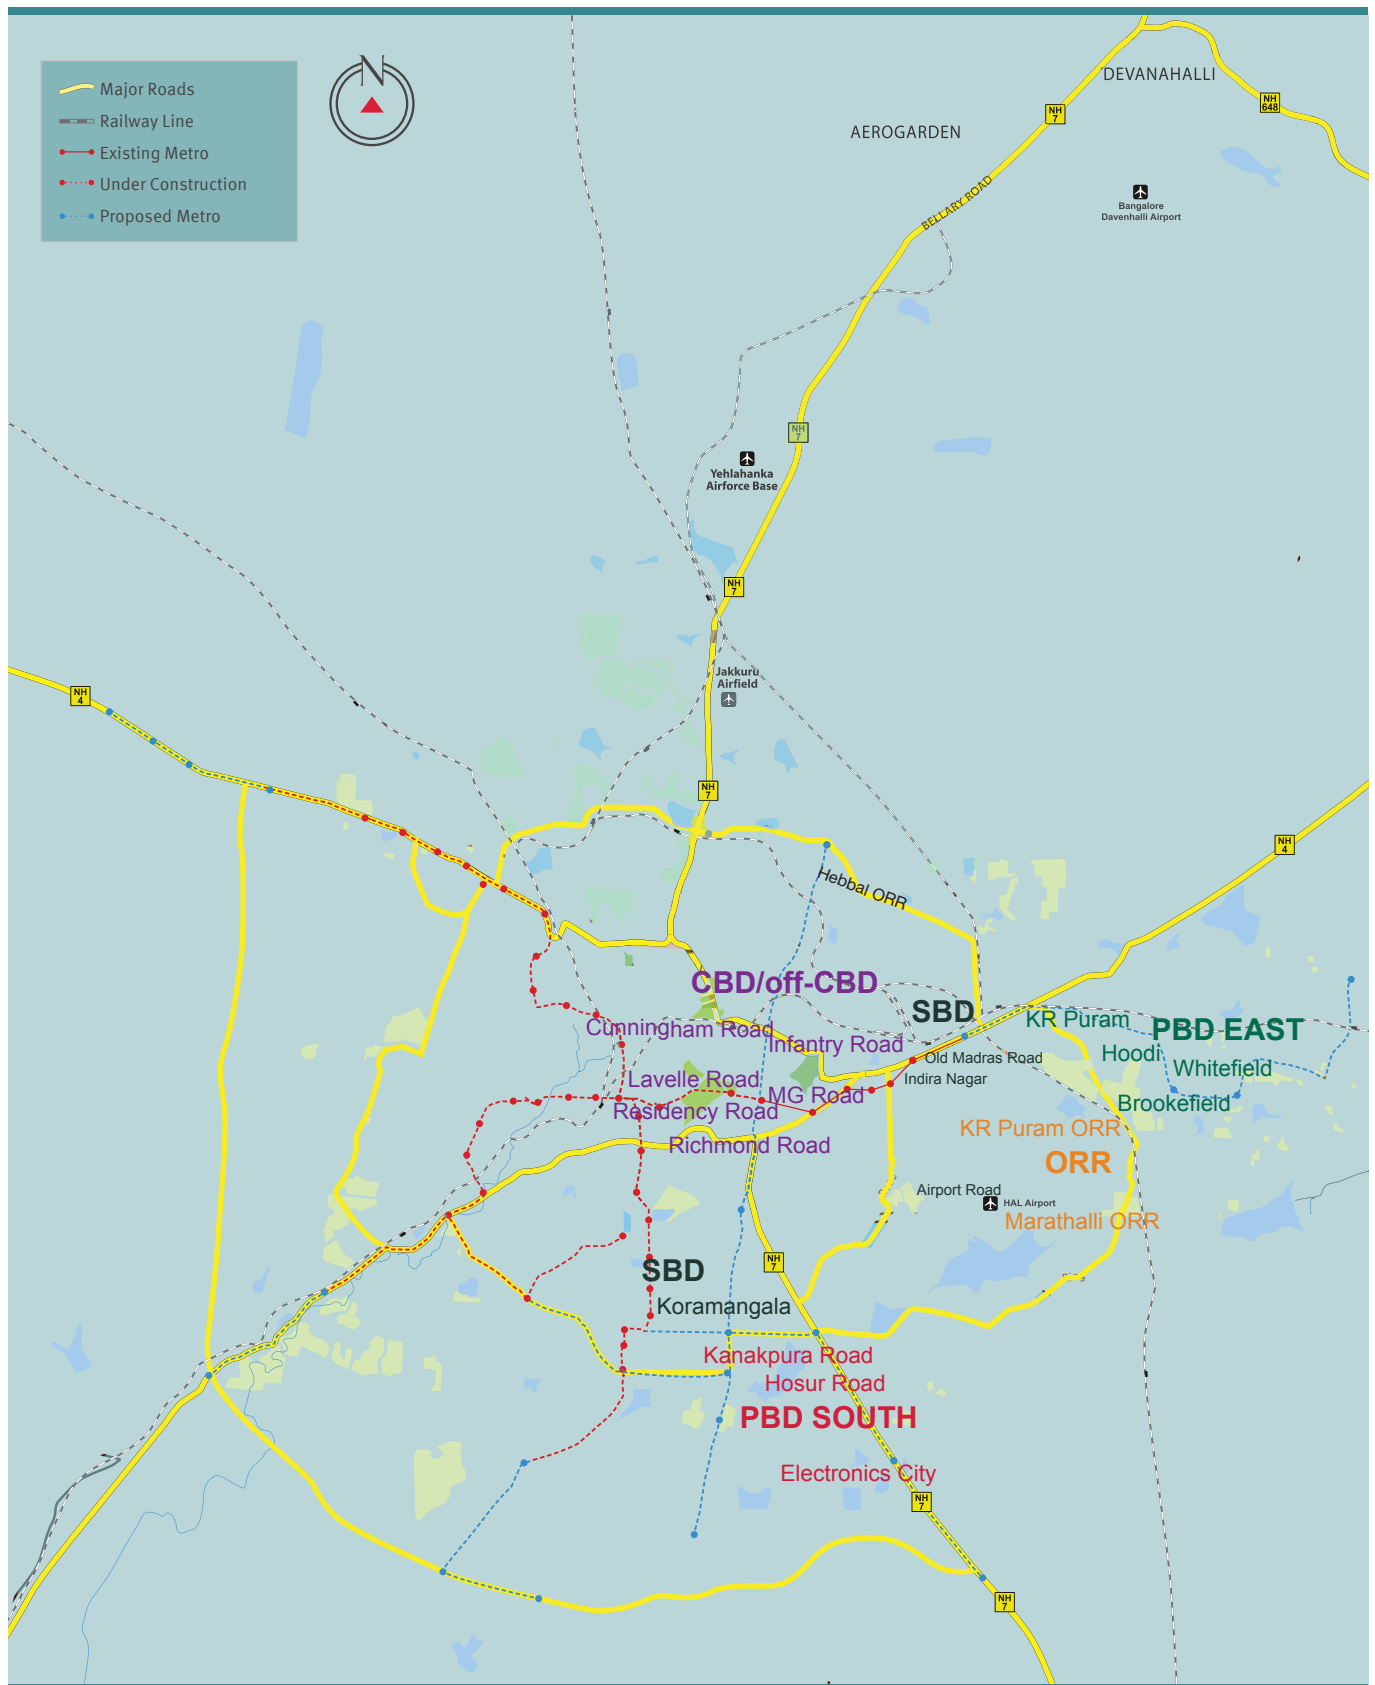 N
Major Roads
Railway Line
Existing Metro
Under Construction
Proposed Metro
DEVANAHALLI
NH
648
NH
7
AEROGARDEN
BELLARY ROAD
Bangalore
Davenhalli Airport
NH
7
Yehlahanka
Airforce Base
NH
7
Jakkuru
Airfield
NH
4
NH
7
NH
4
Hebbal ORR
CBD/off-CBD
SBD
Cunningham Road
Infantry Road
KR Puram
PBD EAST
Old Madras Road
Hoodi
Whitefield
Indira Nagar
Lavelle Road
MG Road
Brookefield
Residency Road
KR Puram ORR
Richmond Road
ORR
Airport Road
HAL Airport
Marathalli ORR
NH
7
SBD
Koramangala
Kanakpura Road
Hosur Road
PBD SOUTH
Electronics City
NH
7
NH
7